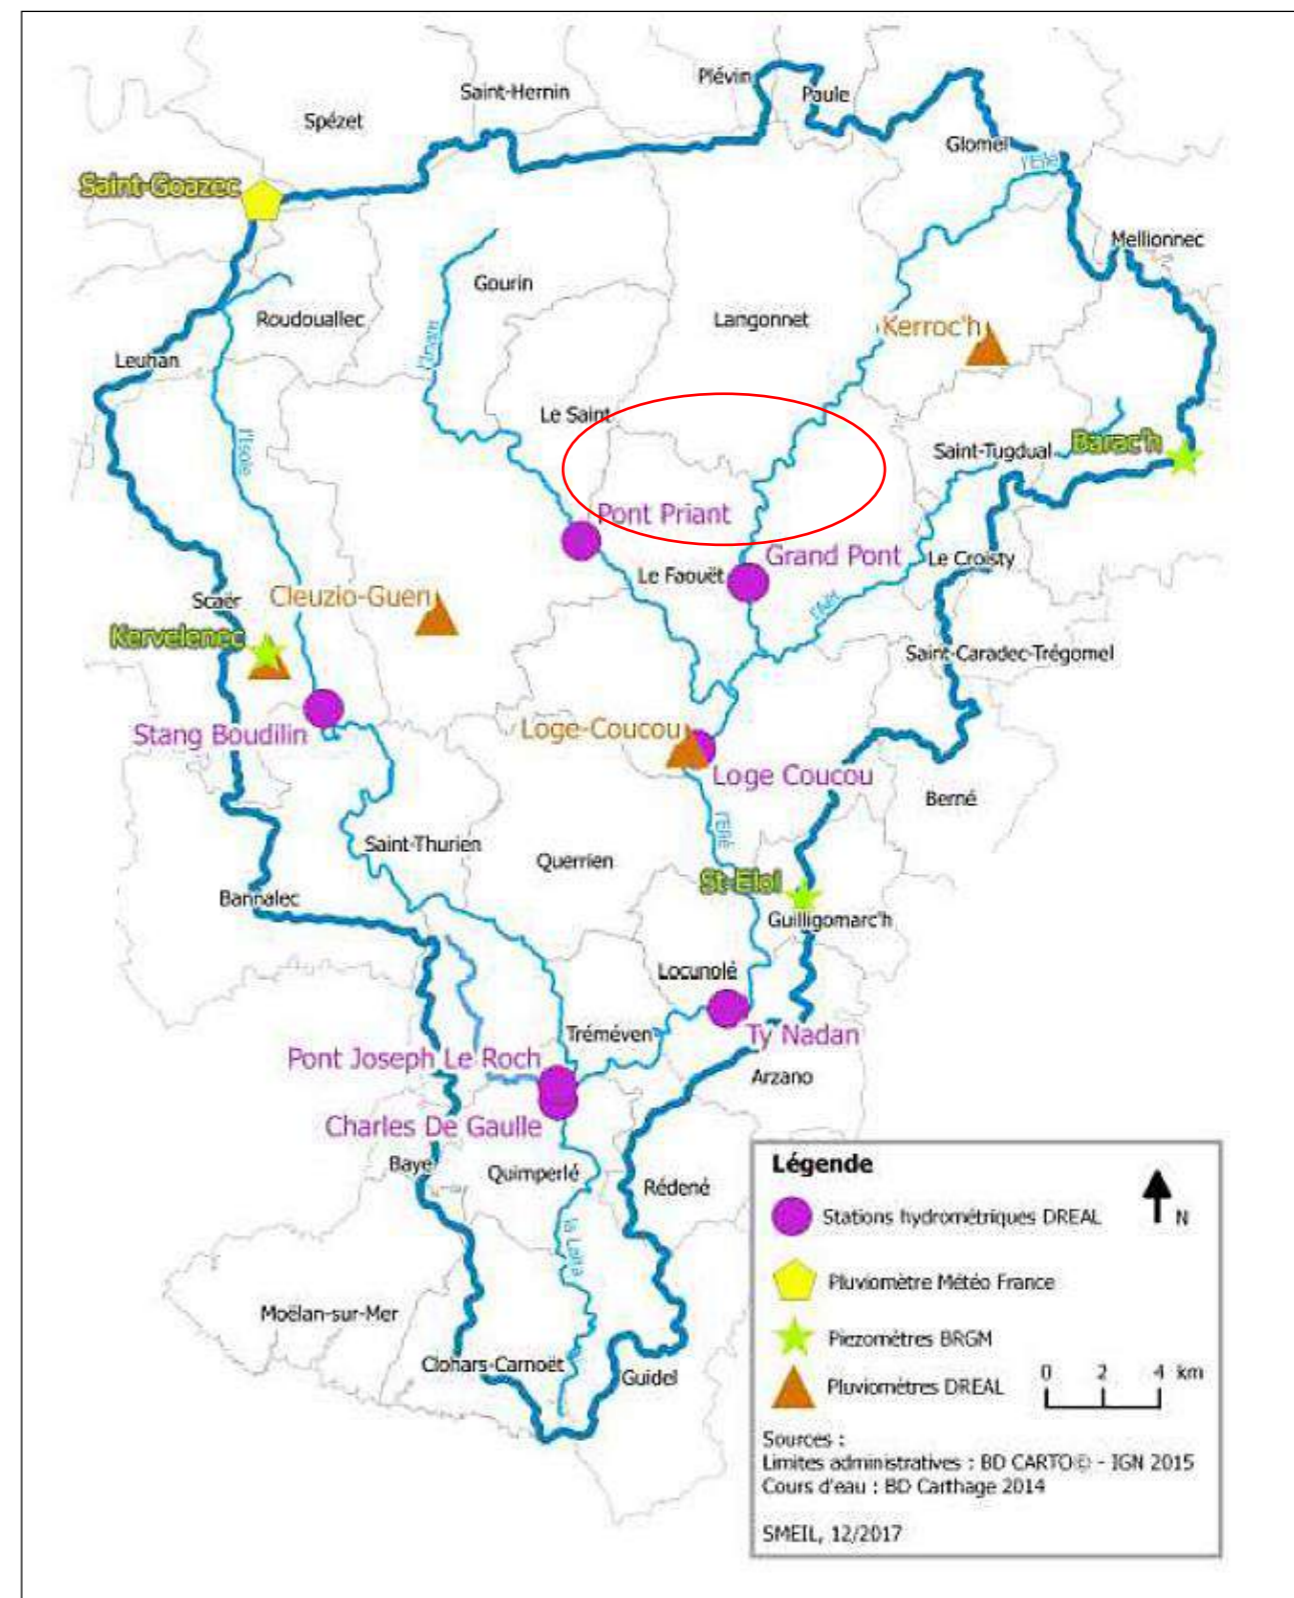 Plévin
Saint-Hernin
Paule
Spézet
Glomel
l'Ellé
Saint-Goazec
Mellionnec
Gourin
Roudouallec
Langonnet
Kerroc'h
l'Inam
Leuhan
Le Saint
l'Isole
Saint-Tugdual
Barac'h
Pont Priant
Grand Pont
Le Croisty
Le Faouët
Cleuzio-Guen
Scaër
l'Aër
Kervelenec
Saint-Caradec-Trégomel
Stang Boudilin
Loge-Coucou
Loge Coucou
Berné
l'Ellé
Saint-Thurien
Querrien
St-Eloi
Bannalec
Guilligomarc'h
Locunolé
Tréméven
Ty Nadan
Pont Joseph Le Roch
Arzano
Charles De Gaulle
Baye
Quimperlé
Rédené
la Laïta
Moëlan-sur-Mer
Clohars-Carnoët
Guidel
Légende
Stations hydrométriques DREAL
N
Pluviomètre Météo France
Piezomètres BRGM
Pluviomètres DREAL
0 2 4 km
Sources :
Limites administratives : BD CARTO© - IGN 2015
Cours d'eau : BD Carthage 2014
SMEIL, 12/2017